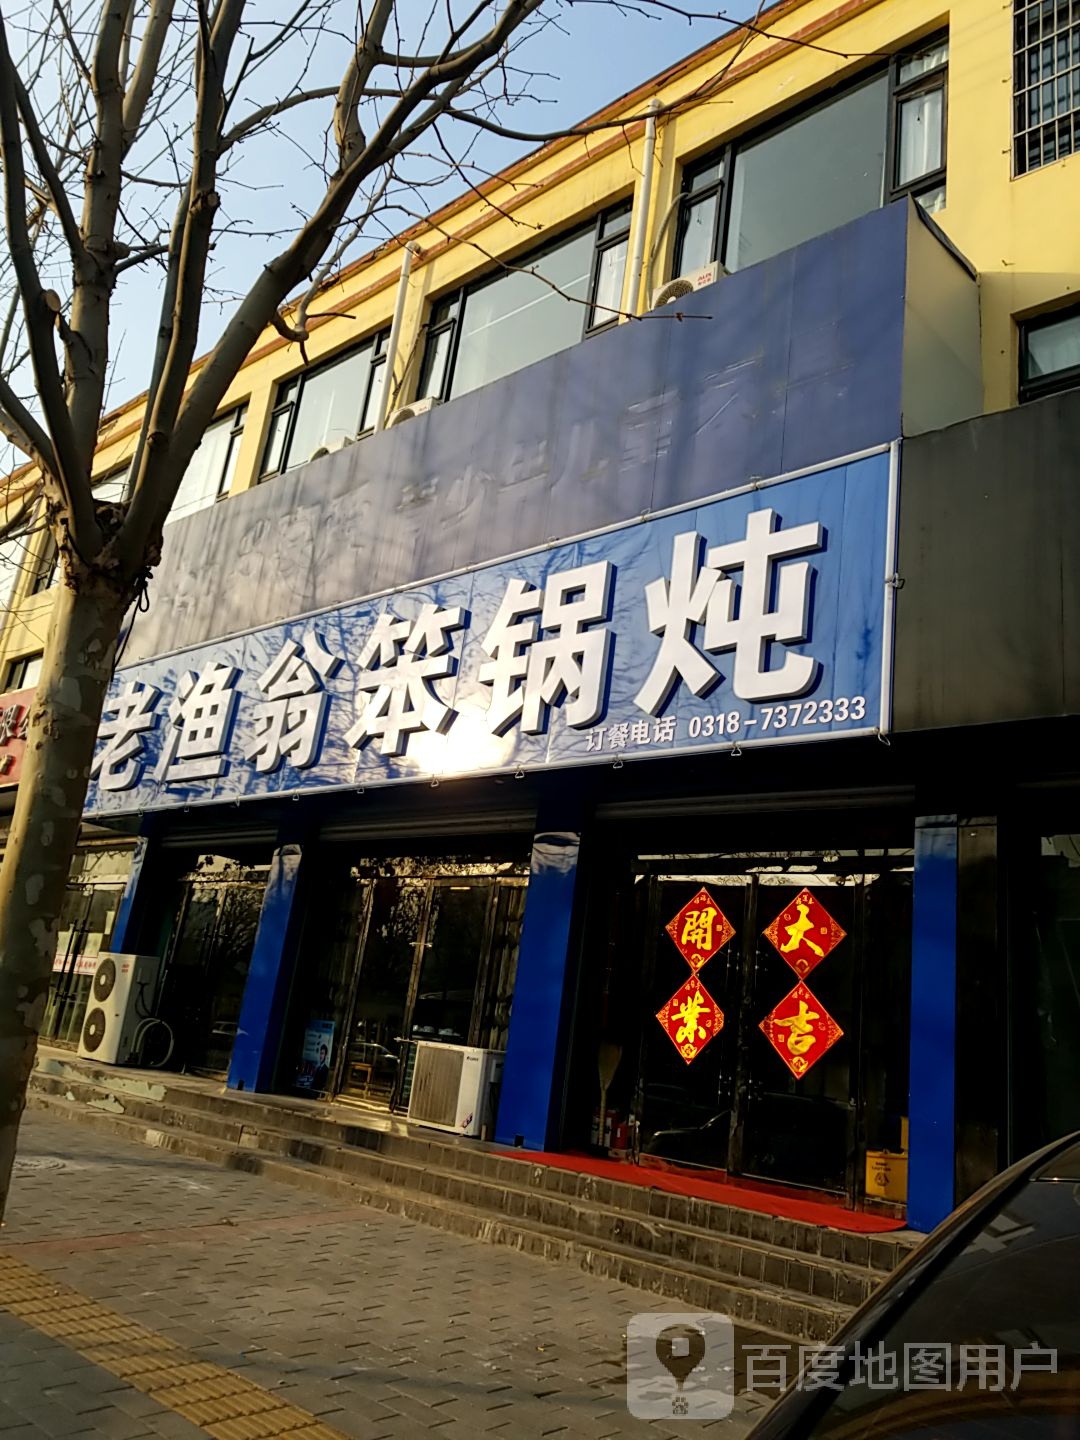 老渔翁笨锅炖
订餐电话 0318-7372333
開業
大吉
百度地图用户